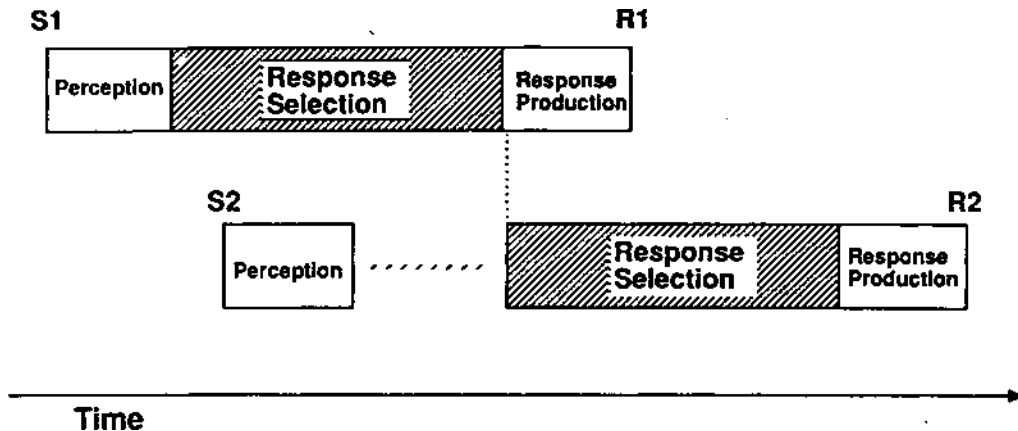 S1
R1
Perception
Response
Selection
Response
Production
S2
R2
Perception
Response
Selection
Response
Production
Time